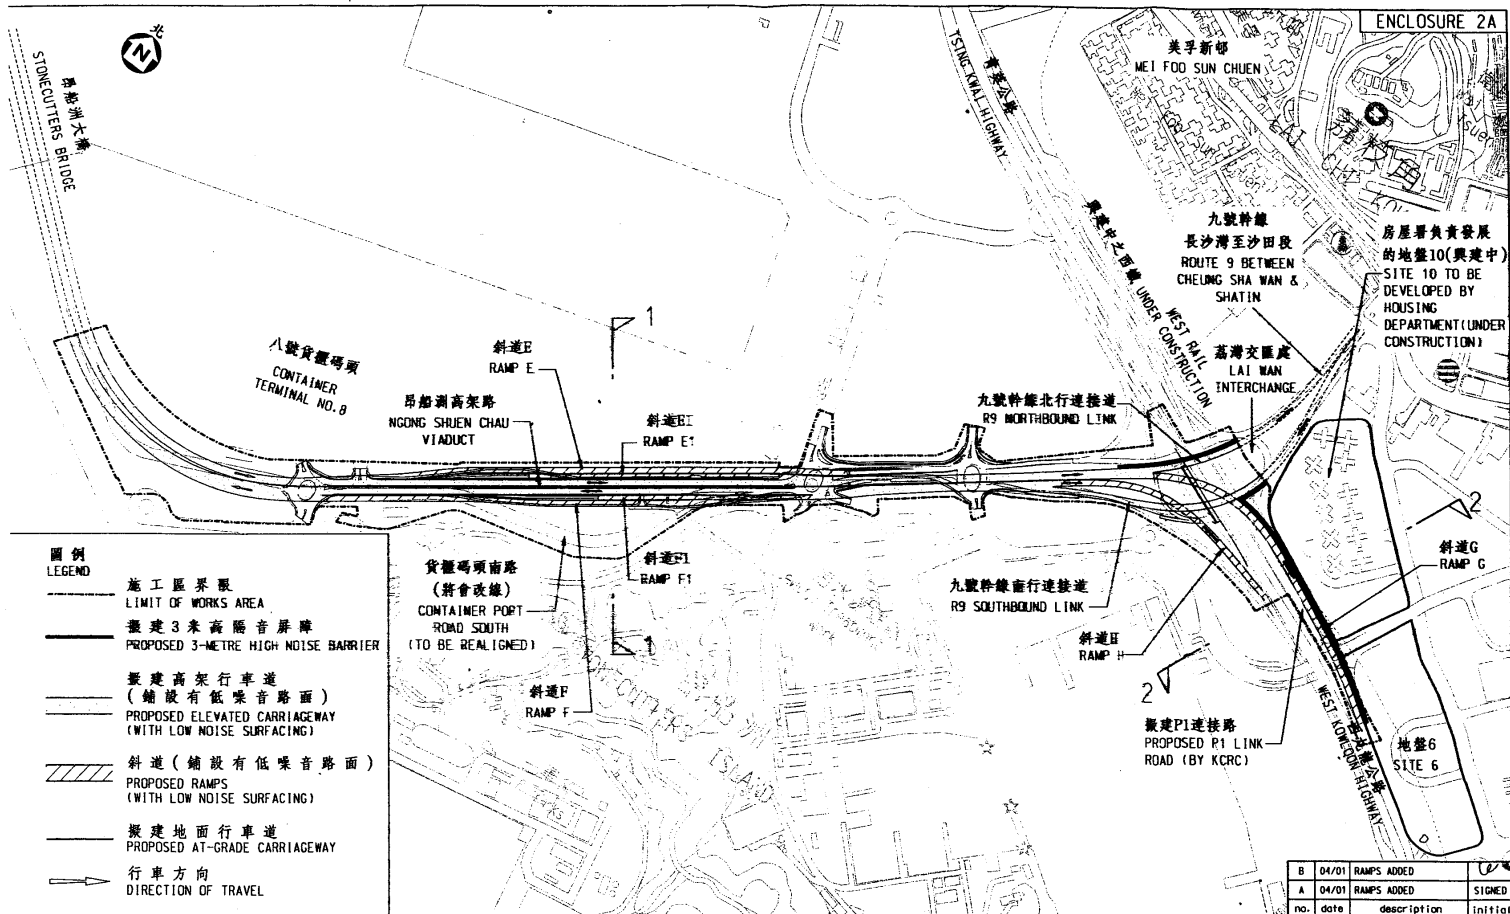 ENCLOSURE 2A
北
N
昂船洲大橋
STONECUTTERS BRIDGE
青葵公路
TSING KWAI HIGHWAY
美孚新邨
MEI FOO SUN CHUEN
LAI
CHI
興建中之西鐵
WEST RAIL
UNDER CONSTRUCTION
九號幹線
長沙灣至沙田段
ROUTE 9 BETWEEN
CHEUNG SHA WAN &
SHATIN
房屋署負責發展
的地盤10(興建中)
SITE 10 TO BE
DEVELOPED BY
HOUSING
DEPARTMENT(UNDER
CONSTRUCTION)
荔灣交匯處
LAI WAN
INTERCHANGE
八號貨櫃碼頭
CONTAINER
TERMINAL NO.8
斜道E
RAMP E
1
昂船洲高架路
NGONG SHUEN CHAU
VIADUCT
斜道E1
RAMP E1
九號幹線北行連接道
R9 NORTHBOUND LINK
2
斜道G
RAMP G
貨櫃碼頭南路
(將會改線)
CONTAINER PORT
ROAD SOUTH
(TO BE REALIGNED)
斜道F1
RAMP F1
1
九號幹線南行連接道
R9 SOUTHBOUND LINK
斜道H
RAMP H
2
斜道F
RAMP F
擬建P1連接路
PROPOSED P1 LINK
ROAD (BY KCRC)
西九龍公路
WEST KOWLOON HIGHWAY
地盤6
SITE 6
ISLAND
圖例
LEGEND
施工區界限
LIMIT OF WORKS AREA
擬建3米高隔音屏障
PROPOSED 3-METRE HIGH NOISE BARRIER
擬建高架行車道
(鋪設有低噪音路面)
PROPOSED ELEVATED CARRIAGEWAY
(WITH LOW NOISE SURFACING)
斜道(鋪設有低噪音路面)
PROPOSED RAMPS
(WITH LOW NOISE SURFACING)
擬建地面行車道
PROPOSED AT-GRADE CARRIAGEWAY
行車方向
DIRECTION OF TRAVEL
B 04/01 RAMPS ADDED
A 04/01 RAMPS ADDED SIGNED
no. date description initial